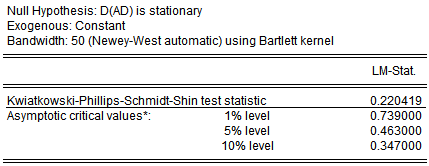 Null Hypothesis: D(AD) is stationary
Exogenous: Constant
Bandwidth: 50 (Newey-West automatic) using Bartlett kernel
LM-Stat.
Kwiatkowski-Phillips-Schmidt-Shin test statistic 0.220419
Asymptotic critical values*: 1% level 0.739000
5% level 0.463000
10% level 0.347000